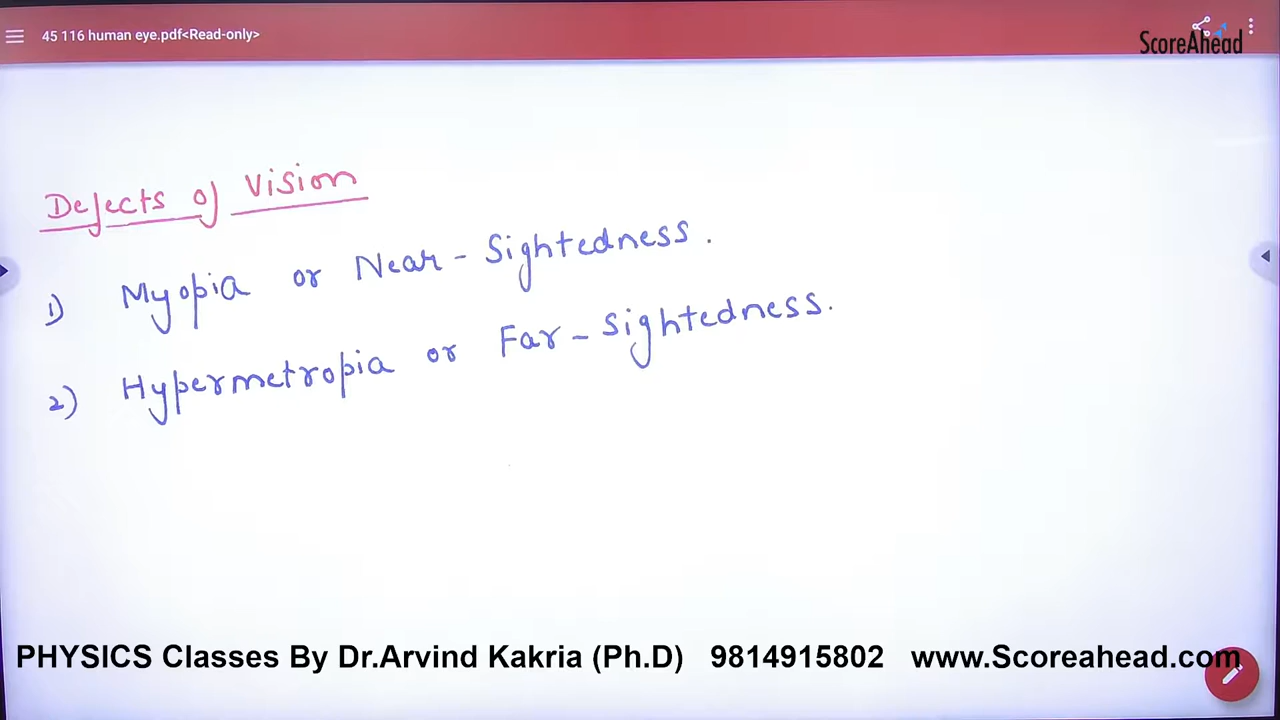 45 116 human eye.pdf<Read-only>
ScoreAhead
Defects of Vision
1) Myopia or Near - Sightedness.
2) Hypermetropia or Far - Sightedness.
PHYSICS Classes By Dr.Arvind Kakria (Ph.D) 9814915802 www.Scoreahead.com